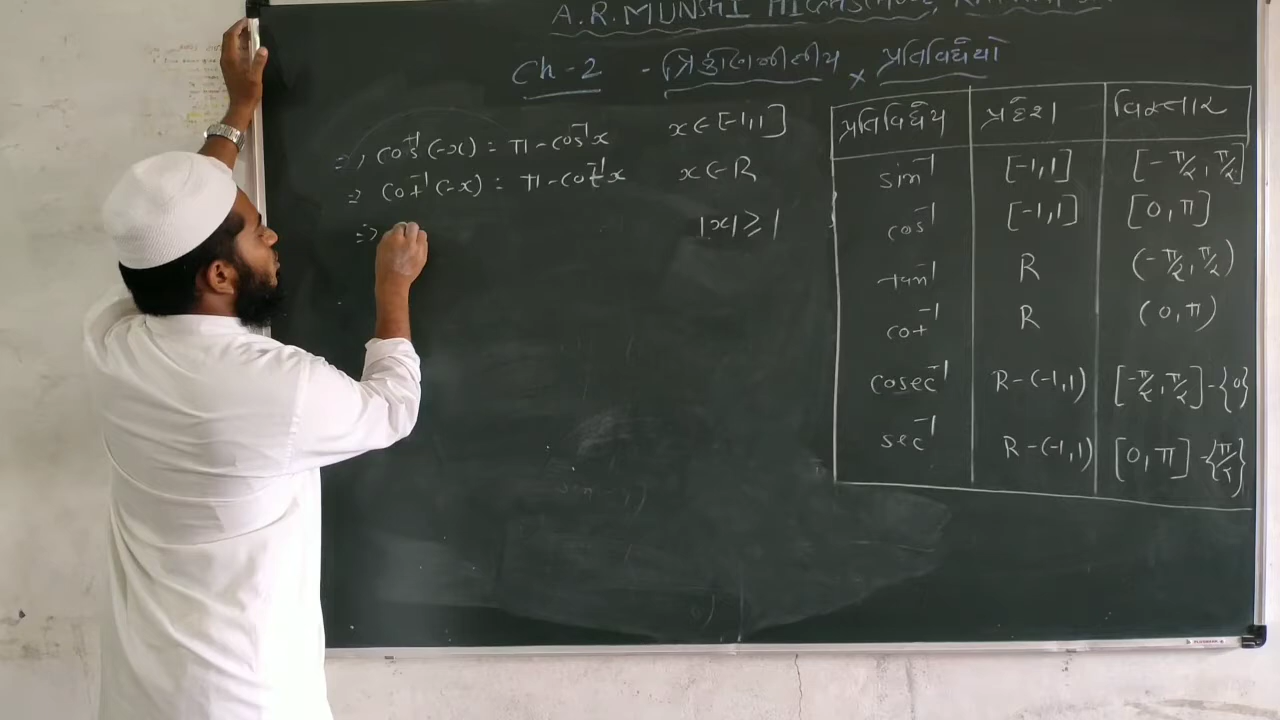 A.R. MUNSHI
Ch-2 - ત્રિકોણમિતીય પ્રતિવિધેયો
=> cos⁻¹(-x) = π - cos⁻¹x x ∈ [-1,1]
=> cot⁻¹(-x) = π - cot⁻¹x x ∈ R
=> |x| ≥ 1
પ્રતિવિધેય પ્રદેશ વિસ્તાર
sin⁻¹ [-1,1] [-π/2, π/2]
cos⁻¹ [-1,1] [0, π]
tan⁻¹ R (-π/2, π/2)
cot⁻¹ R (0, π)
cosec⁻¹ R-(-1,1) [-π/2, π/2] - {0}
sec⁻¹ R-(-1,1) [0, π] - {π/2}